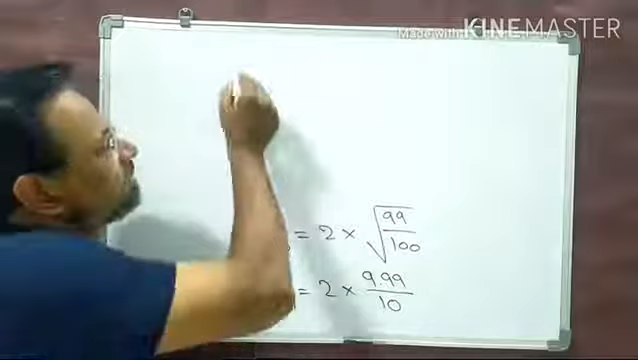 Made with KINEMASTER
= 2 × √99/100
= 2 × 9.99/10